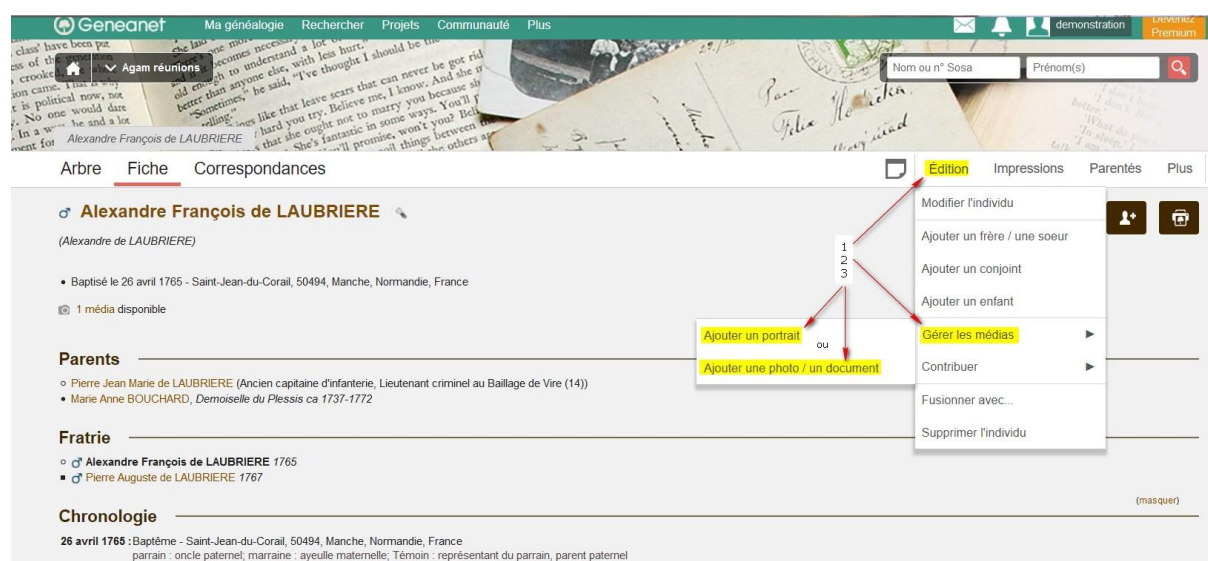 Geneanet Ma généalogie Rechercher Projets Communauté Plus demonstration Devenez Premium
Agam réunions Nom ou n° Sosa Prénom(s)
Alexandre François de LAUBRIERE
Arbre Fiche Correspondances Édition Impressions Parentés Plus
Alexandre François de LAUBRIERE
(Alexandre de LAUBRIERE)
• Baptisé le 26 avril 1765 - Saint-Jean-du-Corail, 50494, Manche, Normandie, France
1 média disponible
Modifier l'individu
Ajouter un frère / une soeur
Ajouter un conjoint
Ajouter un enfant
Gérer les médias
Contribuer
Fusionner avec...
Supprimer l'individu
1
2
3
Ajouter un portrait
ou
Ajouter une photo / un document
Parents
Pierre Jean Marie de LAUBRIERE (Ancien capitaine d'infanterie, Lieutenant criminel au Baillage de Vire (14))
Marie Anne BOUCHARD, Demoiselle du Plessis ca 1737-1772
Fratrie
Alexandre François de LAUBRIERE 1765
Pierre Auguste de LAUBRIERE 1767
(masquer)
Chronologie
26 avril 1765 : Baptême - Saint-Jean-du-Corail, 50494, Manche, Normandie, France
parrain : oncle paternel; marraine : ayeulle maternelle; Témoin : représentant du parrain, parent paternel